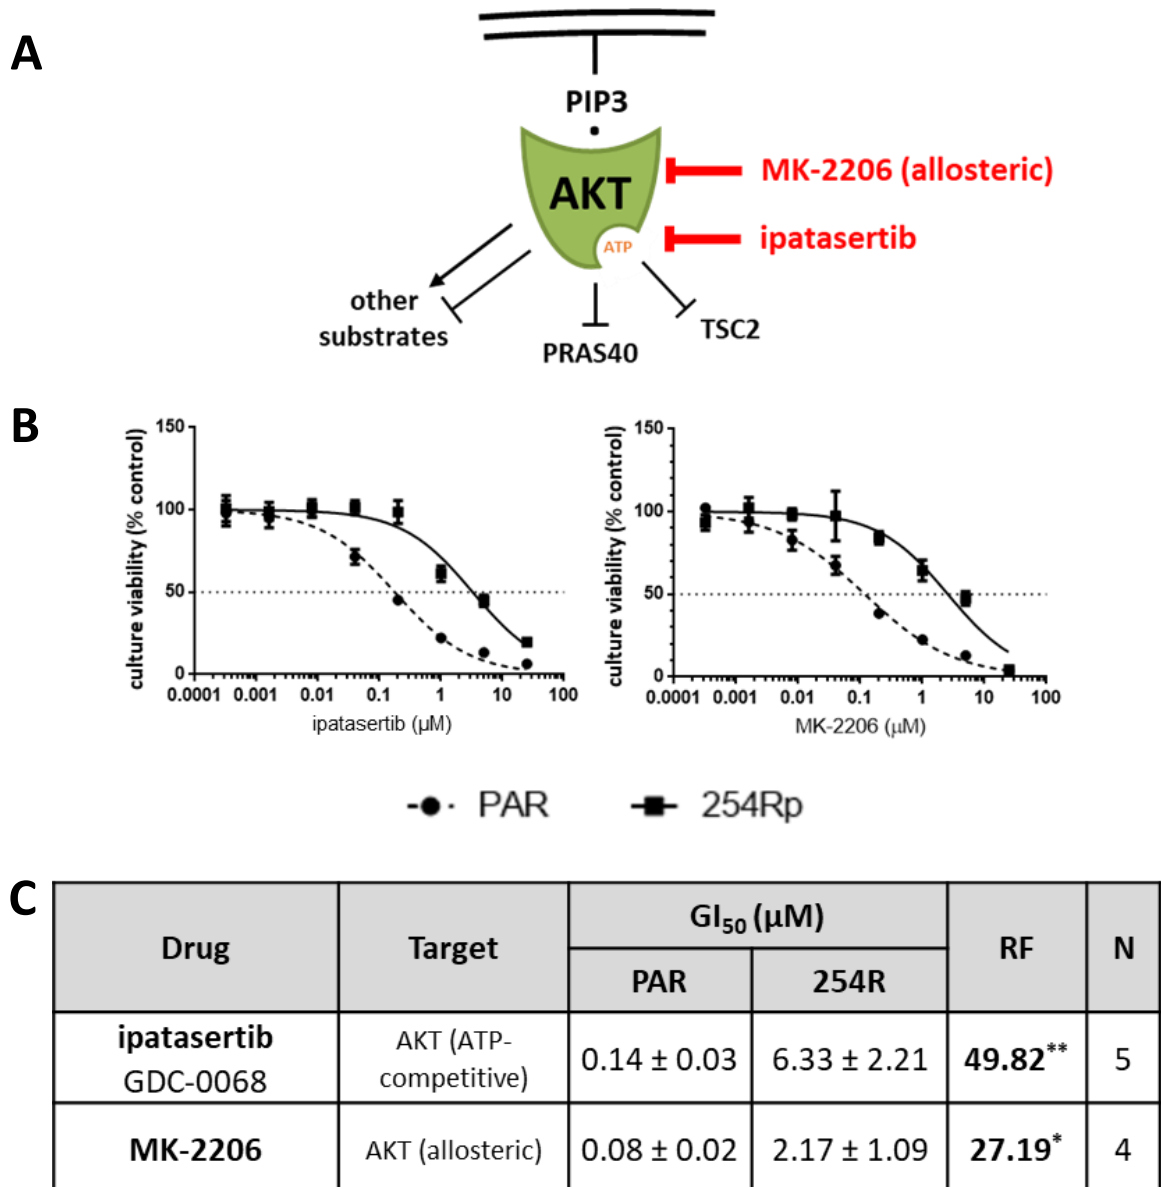 A
PIP3
AKT
MK-2206 (allosteric)
ATP
ipatasertib
other
substrates
PRAS40
TSC2
B
culture viability (% control)
150
100
50
0
0.0001 0.001 0.01 0.1 1 10 100
ipatasertib (µM)
culture viability (% control)
150
100
50
0
0.0001 0.001 0.01 0.1 1 10 100
MK-2206 (µM)
PAR 254Rp
C
Drug Target GI50 (µM) RF N
PAR 254R
ipatasertib
GDC-0068
AKT (ATP-
competitive)
0.14 ± 0.03 6.33 ± 2.21 49.82** 5
MK-2206 AKT (allosteric) 0.08 ± 0.02 2.17 ± 1.09 27.19* 4